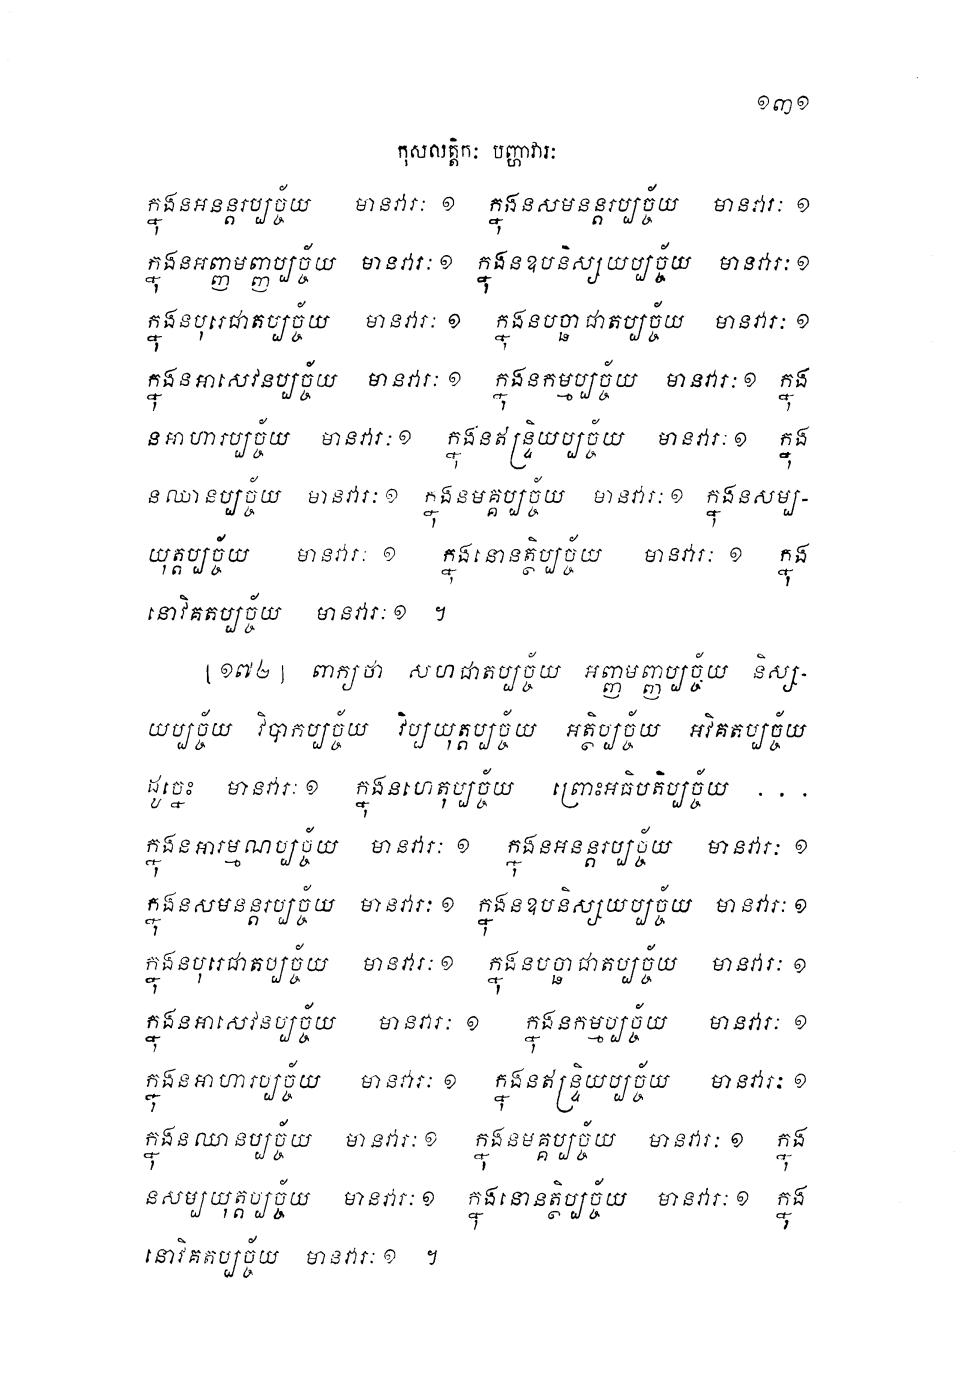 ១៣១
កុសលត្តិកៈ បញ្ហាវារៈ
ក្នុងនអនន្តរប្បច្ច័យ មានវារៈ ១ ក្នុងនសមនន្តរប្បច្ច័យ មានវារៈ ១
ក្នុងនអញ្ញមញ្ញប្បច្ច័យ មានវារៈ ១ ក្នុងនឧបនិស្សយប្បច្ច័យ មានវារៈ ១
ក្នុងនបុរេជាតប្បច្ច័យ មានវារៈ ១ ក្នុងនបច្ឆាជាតប្បច្ច័យ មានវារៈ ១
ក្នុងនអាសេវនប្បច្ច័យ មានវារៈ ១ ក្នុងនកម្មប្បច្ច័យ មានវារៈ ១ ក្នុង
នអាហារប្បច្ច័យ មានវារៈ ១ ក្នុងនឥន្ទ្រិយប្បច្ច័យ មានវារៈ ១ ក្នុង
នឈានប្បច្ច័យ មានវារៈ ១ ក្នុងនមគ្គប្បច្ច័យ មានវារៈ ១ ក្នុងនសម្ប-
យុត្តប្បច្ច័យ មានវារៈ ១ ក្នុងនោនត្ថិប្បច្ច័យ មានវារៈ ១ ក្នុង
នោវិគតប្បច្ច័យ មានវារៈ ១ ។
[១៧២] ពាក្យថា សហជាតប្បច្ច័យ អញ្ញមញ្ញប្បច្ច័យ និស្ស-
យប្បច្ច័យ វិបាកប្បច្ច័យ វិប្បយុត្តប្បច្ច័យ អត្ថិប្បច្ច័យ អវិគតប្បច្ច័យ
ដូច្នេះ មានវារៈ ១ ក្នុងនហេតុប្បច្ច័យ ព្រោះអធិបតិប្បច្ច័យ . . .
ក្នុងនអារម្មណប្បច្ច័យ មានវារៈ ១ ក្នុងនអនន្តរប្បច្ច័យ មានវារៈ ១
ក្នុងនសមនន្តរប្បច្ច័យ មានវារៈ ១ ក្នុងនឧបនិស្សយប្បច្ច័យ មានវារៈ ១
ក្នុងនបុរេជាតប្បច្ច័យ មានវារៈ ១ ក្នុងនបច្ឆាជាតប្បច្ច័យ មានវារៈ ១
ក្នុងនអាសេវនប្បច្ច័យ មានវារៈ ១ ក្នុងនកម្មប្បច្ច័យ មានវារៈ ១
ក្នុងនអាហារប្បច្ច័យ មានវារៈ ១ ក្នុងនឥន្ទ្រិយប្បច្ច័យ មានវារៈ ១
ក្នុងនឈានប្បច្ច័យ មានវារៈ ១ ក្នុងនមគ្គប្បច្ច័យ មានវារៈ ១ ក្នុង
នសម្បយុត្តប្បច្ច័យ មានវារៈ ១ ក្នុងនោនត្ថិប្បច្ច័យ មានវារៈ ១ ក្នុង
នោវិគតប្បច្ច័យ មានវារៈ ១ ។